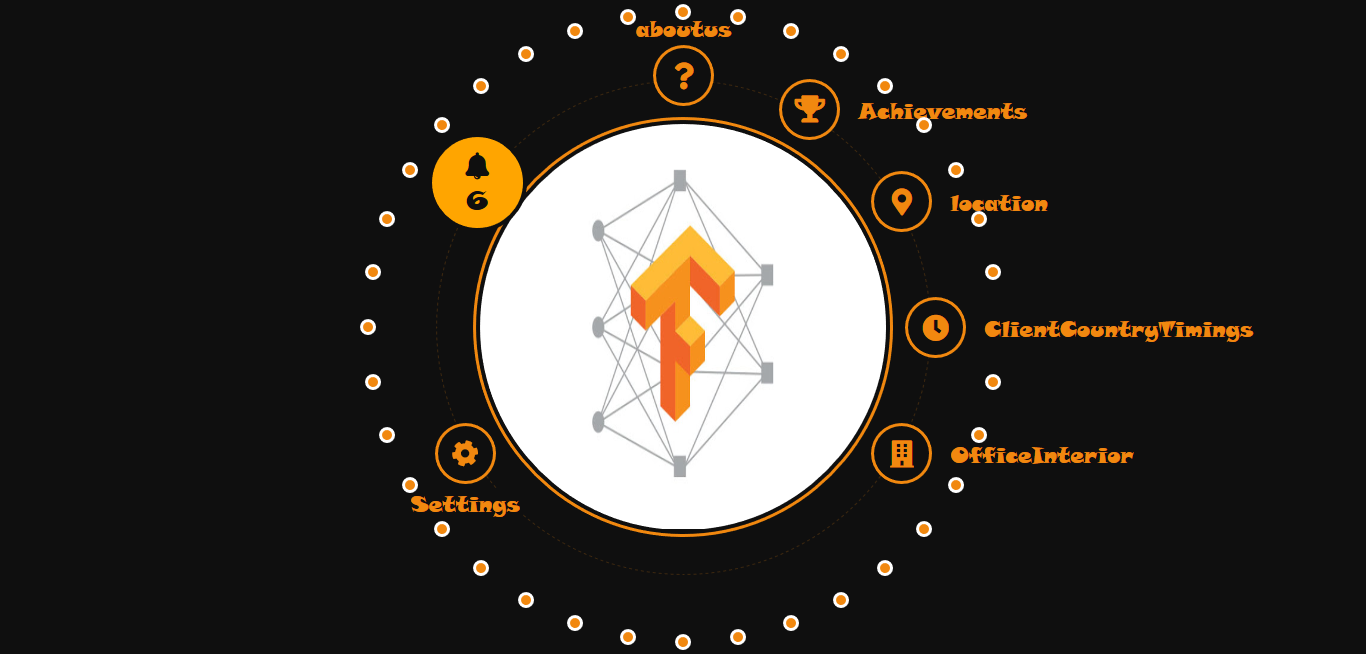 aboutus
Achievements
6
location
ClientCountryTimings
OfficeInterior
Settings